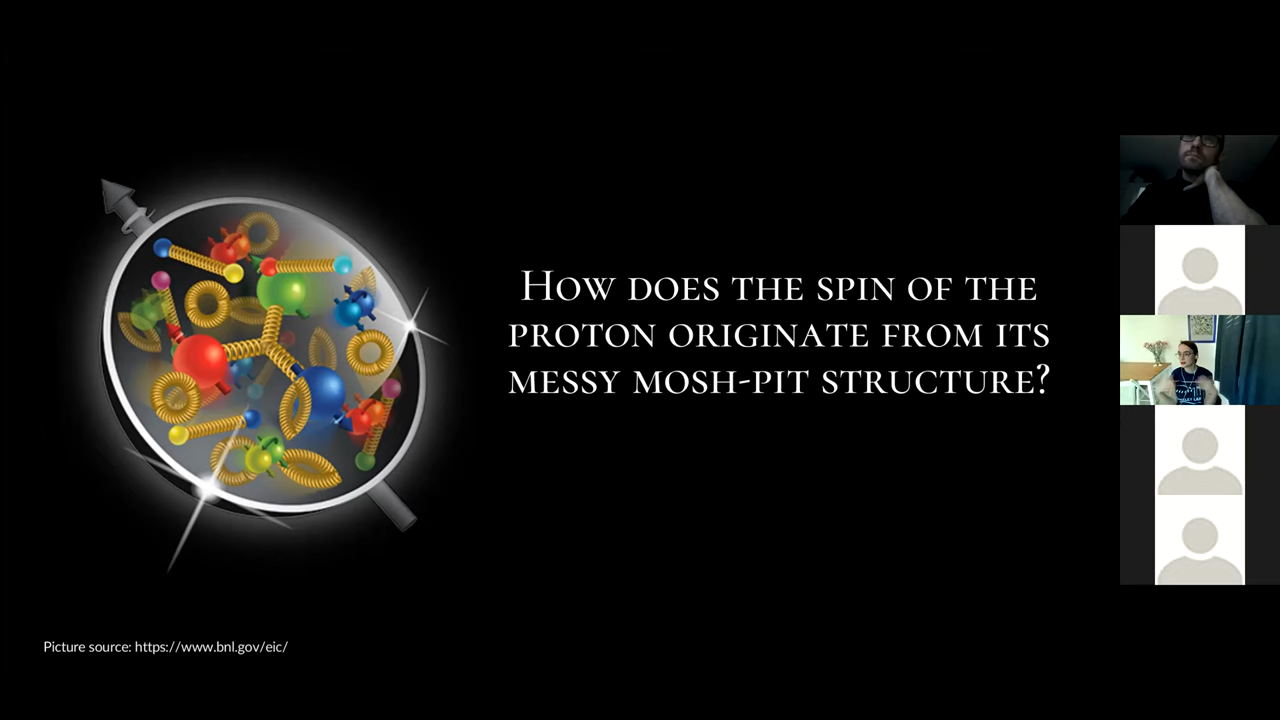 How does the spin of the
proton originate from its
messy mosh-pit structure?
Picture source: https://www.bnl.gov/eic/